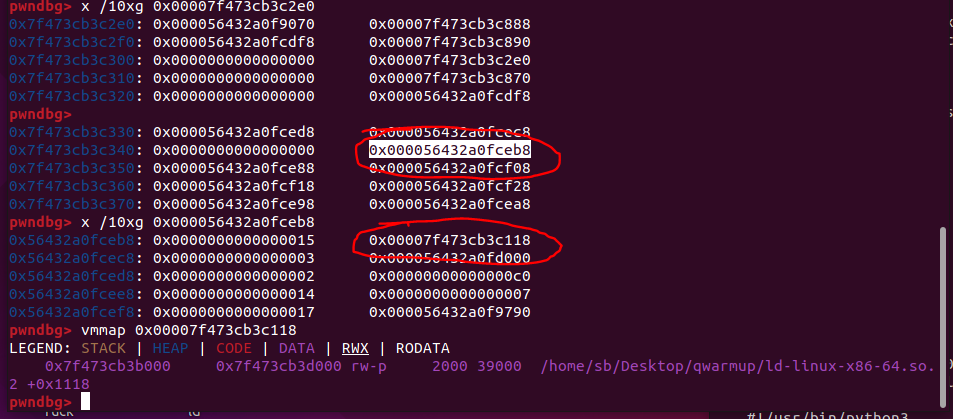 pwndbg> x /10xg 0x00007f473cb3c2e0
0x7f473cb3c2e0: 0x000056432a0f9070 0x00007f473cb3c888
0x7f473cb3c2f0: 0x000056432a0fcdf8 0x00007f473cb3c890
0x7f473cb3c300: 0x0000000000000000 0x00007f473cb3c2e0
0x7f473cb3c310: 0x0000000000000000 0x00007f473cb3c870
0x7f473cb3c320: 0x0000000000000000 0x000056432a0fcdf8
pwndbg>
0x7f473cb3c330: 0x000056432a0fced8 0x000056432a0fcec8
0x7f473cb3c340: 0x0000000000000000 0x000056432a0fceb8
0x7f473cb3c350: 0x000056432a0fce88 0x000056432a0fcf08
0x7f473cb3c360: 0x000056432a0fcf18 0x000056432a0fcf28
0x7f473cb3c370: 0x000056432a0fce98 0x000056432a0fcea8
pwndbg> x /10xg 0x000056432a0fceb8
0x56432a0fceb8: 0x0000000000000015 0x00007f473cb3c118
0x56432a0fcec8: 0x0000000000000003 0x000056432a0fd000
0x56432a0fced8: 0x0000000000000002 0x00000000000000c0
0x56432a0fcee8: 0x0000000000000014 0x0000000000000007
0x56432a0fcef8: 0x0000000000000017 0x000056432a0f9790
pwndbg> vmmap 0x00007f473cb3c118
LEGEND: STACK | HEAP | CODE | DATA | RWX | RODATA
0x7f473cb3b000 0x7f473cb3d000 rw-p 2000 39000 /home/sb/Desktop/qwarmup/ld-linux-x86-64.so.
2 +0x1118
pwndbg>
#!/usr/bin/python3